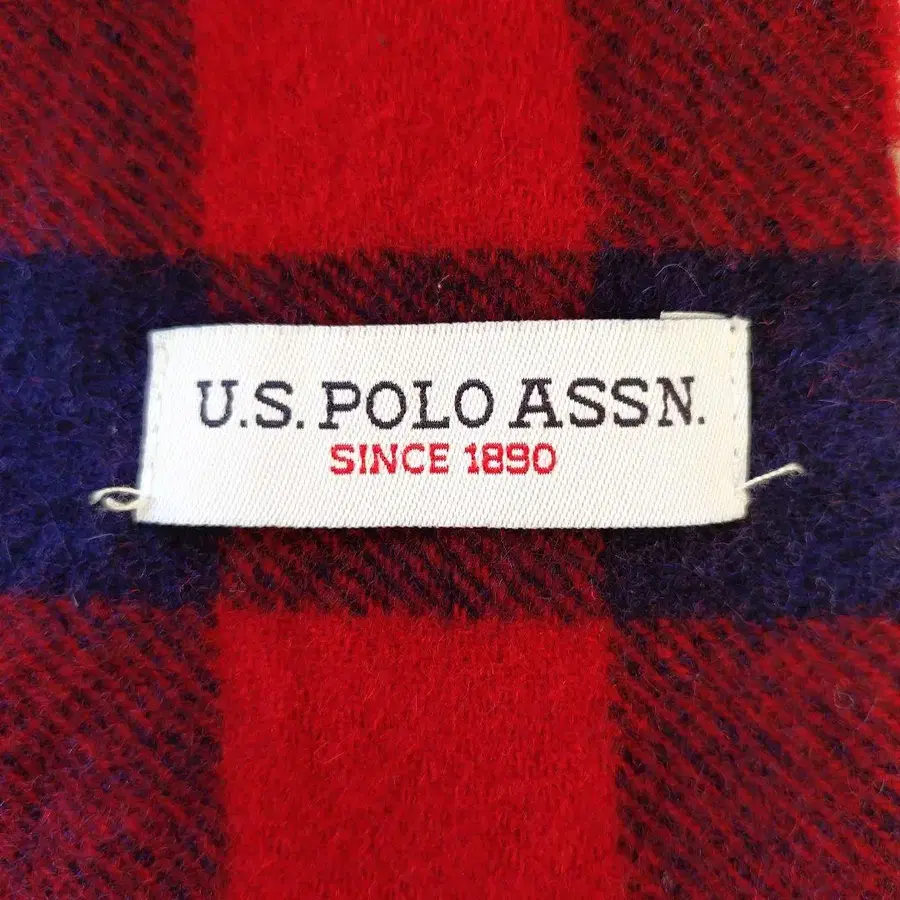 U.S. POLO ASSN.
SINCE 1890